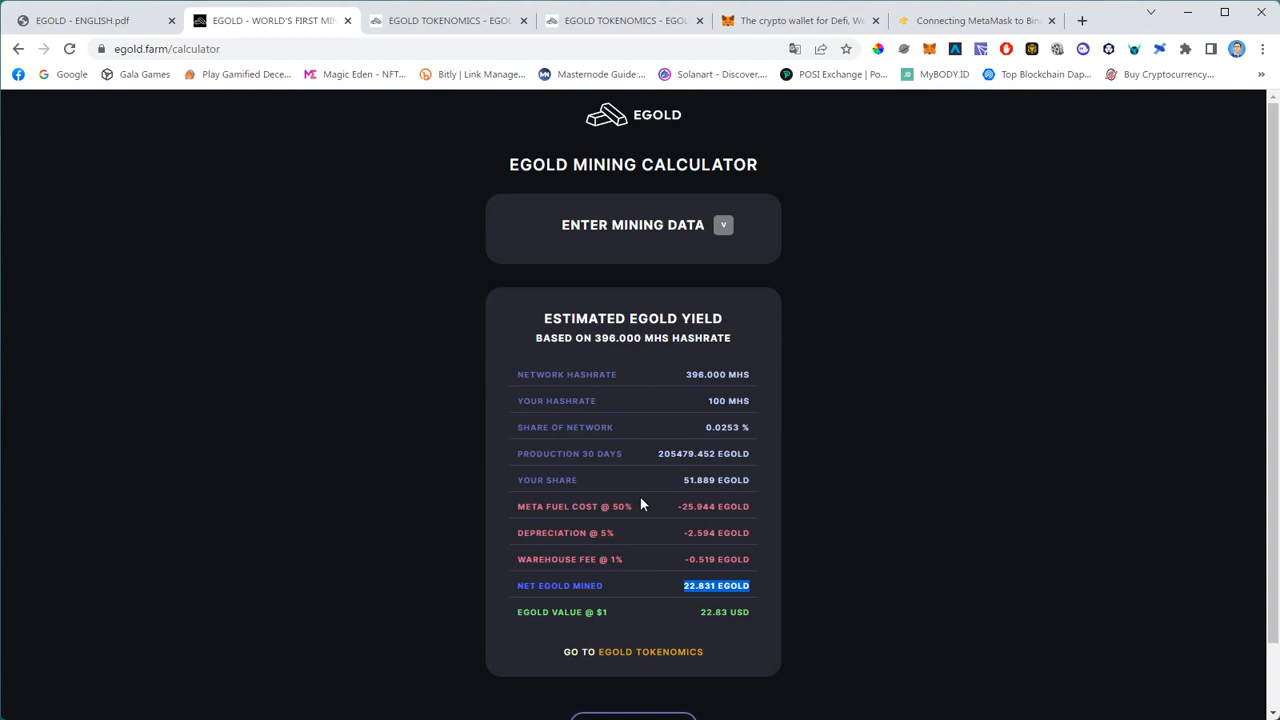 EGOLD - ENGLISH.pdf
EGOLD - WORLD'S FIRST MI
EGOLD TOKENOMICS - EGOL
EGOLD TOKENOMICS - EGOL
The crypto wallet for Defi, We
Connecting MetaMask to Bin
egold.farm/calculator
Google
Gala Games
Play Gamified Dece...
Magic Eden - NFT...
Bitly | Link Manage...
Masternode Guide:...
Solanart - Discover,...
POSI Exchange | Po...
MyBODY.ID
Top Blockchain Dap...
Buy Cryptocurrency...
»
EGOLD
EGOLD MINING CALCULATOR
ENTER MINING DATA V
ESTIMATED EGOLD YIELD
BASED ON 396.000 MHS HASHRATE
NETWORK HASHRATE 396.000 MHS
YOUR HASHRATE 100 MHS
SHARE OF NETWORK 0.0253 %
PRODUCTION 30 DAYS 205479.452 EGOLD
YOUR SHARE 51.889 EGOLD
META FUEL COST @ 50% -25.944 EGOLD
DEPRECIATION @ 5% -2.594 EGOLD
WAREHOUSE FEE @ 1% -0.519 EGOLD
NET EGOLD MINED 22.831 EGOLD
EGOLD VALUE @ $1 22.83 USD
GO TO EGOLD TOKENOMICS